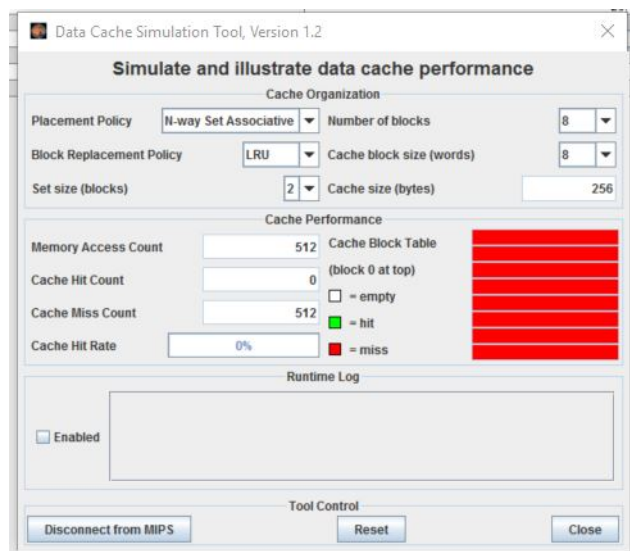 Data Cache Simulation Tool, Version 1.2
Simulate and illustrate data cache performance
Cache Organization
Placement Policy N-way Set Associative Number of blocks 8
Block Replacement Policy LRU Cache block size (words) 8
Set size (blocks) 2 Cache size (bytes) 256
Cache Performance
Memory Access Count 512 Cache Block Table
(block 0 at top)
Cache Hit Count 0
= empty
Cache Miss Count 512
= hit
Cache Hit Rate 0% = miss
Runtime Log
Enabled
Tool Control
Disconnect from MIPS Reset Close